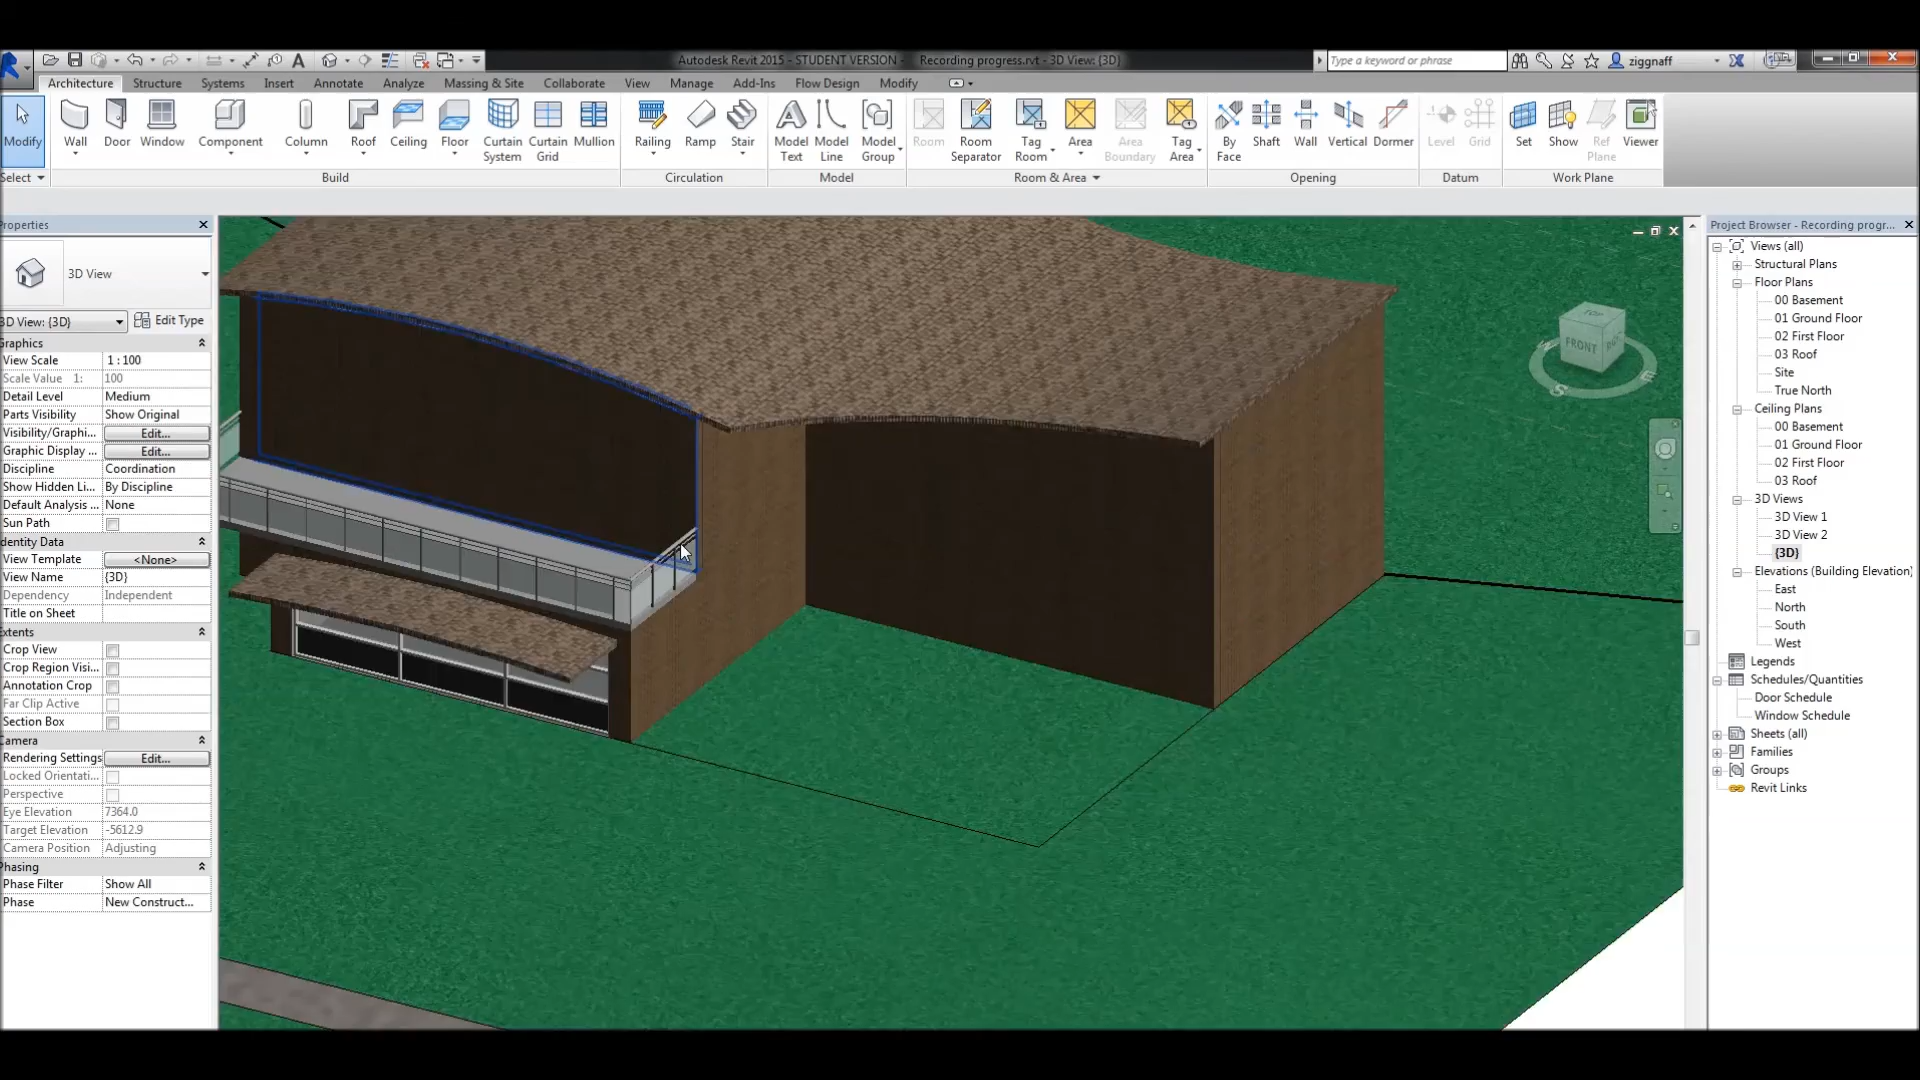 Autodesk Revit 2015 - STUDENT VERSION - Recording progress.rvt - 3D View: {3D}
Type a keyword or phrase
ziggnaff
Architecture Structure Systems Insert Annotate Analyze Massing & Site Collaborate View Manage Add-Ins Flow Design Modify
Modify Wall Door Window Component Column Roof Ceiling Floor Curtain System Curtain Grid Mullion Railing Ramp Stair Model Text Model Line Model Group Room Room Separator Tag Room Area Area Boundary Tag Area By Face Shaft Wall Vertical Dormer Level Grid Set Show Ref Plane Viewer
Select Build Circulation Model Room & Area Opening Datum Work Plane
Properties
3D View
3D View: {3D} Edit Type
Graphics
View Scale 1 : 100
Scale Value 1: 100
Detail Level Medium
Parts Visibility Show Original
Visibility/Graphi... Edit...
Graphic Display ... Edit...
Discipline Coordination
Show Hidden Li... By Discipline
Default Analysis ... None
Sun Path
Identity Data
View Template <None>
View Name {3D}
Dependency Independent
Title on Sheet
Extents
Crop View
Crop Region Visi...
Annotation Crop
Far Clip Active
Section Box
Camera
Rendering Settings Edit...
Locked Orientati...
Perspective
Eye Elevation 7364.0
Target Elevation -5612.9
Camera Position Adjusting
Phasing
Phase Filter Show All
Phase New Construct...
TOP
FRONT
S
E
Project Browser - Recording progr...
Views (all)
Structural Plans
Floor Plans
00 Basement
01 Ground Floor
02 First Floor
03 Roof
Site
True North
Ceiling Plans
00 Basement
01 Ground Floor
02 First Floor
03 Roof
3D Views
3D View 1
3D View 2
{3D}
Elevations (Building Elevation)
East
North
South
West
Legends
Schedules/Quantities
Door Schedule
Window Schedule
Sheets (all)
Families
Groups
Revit Links